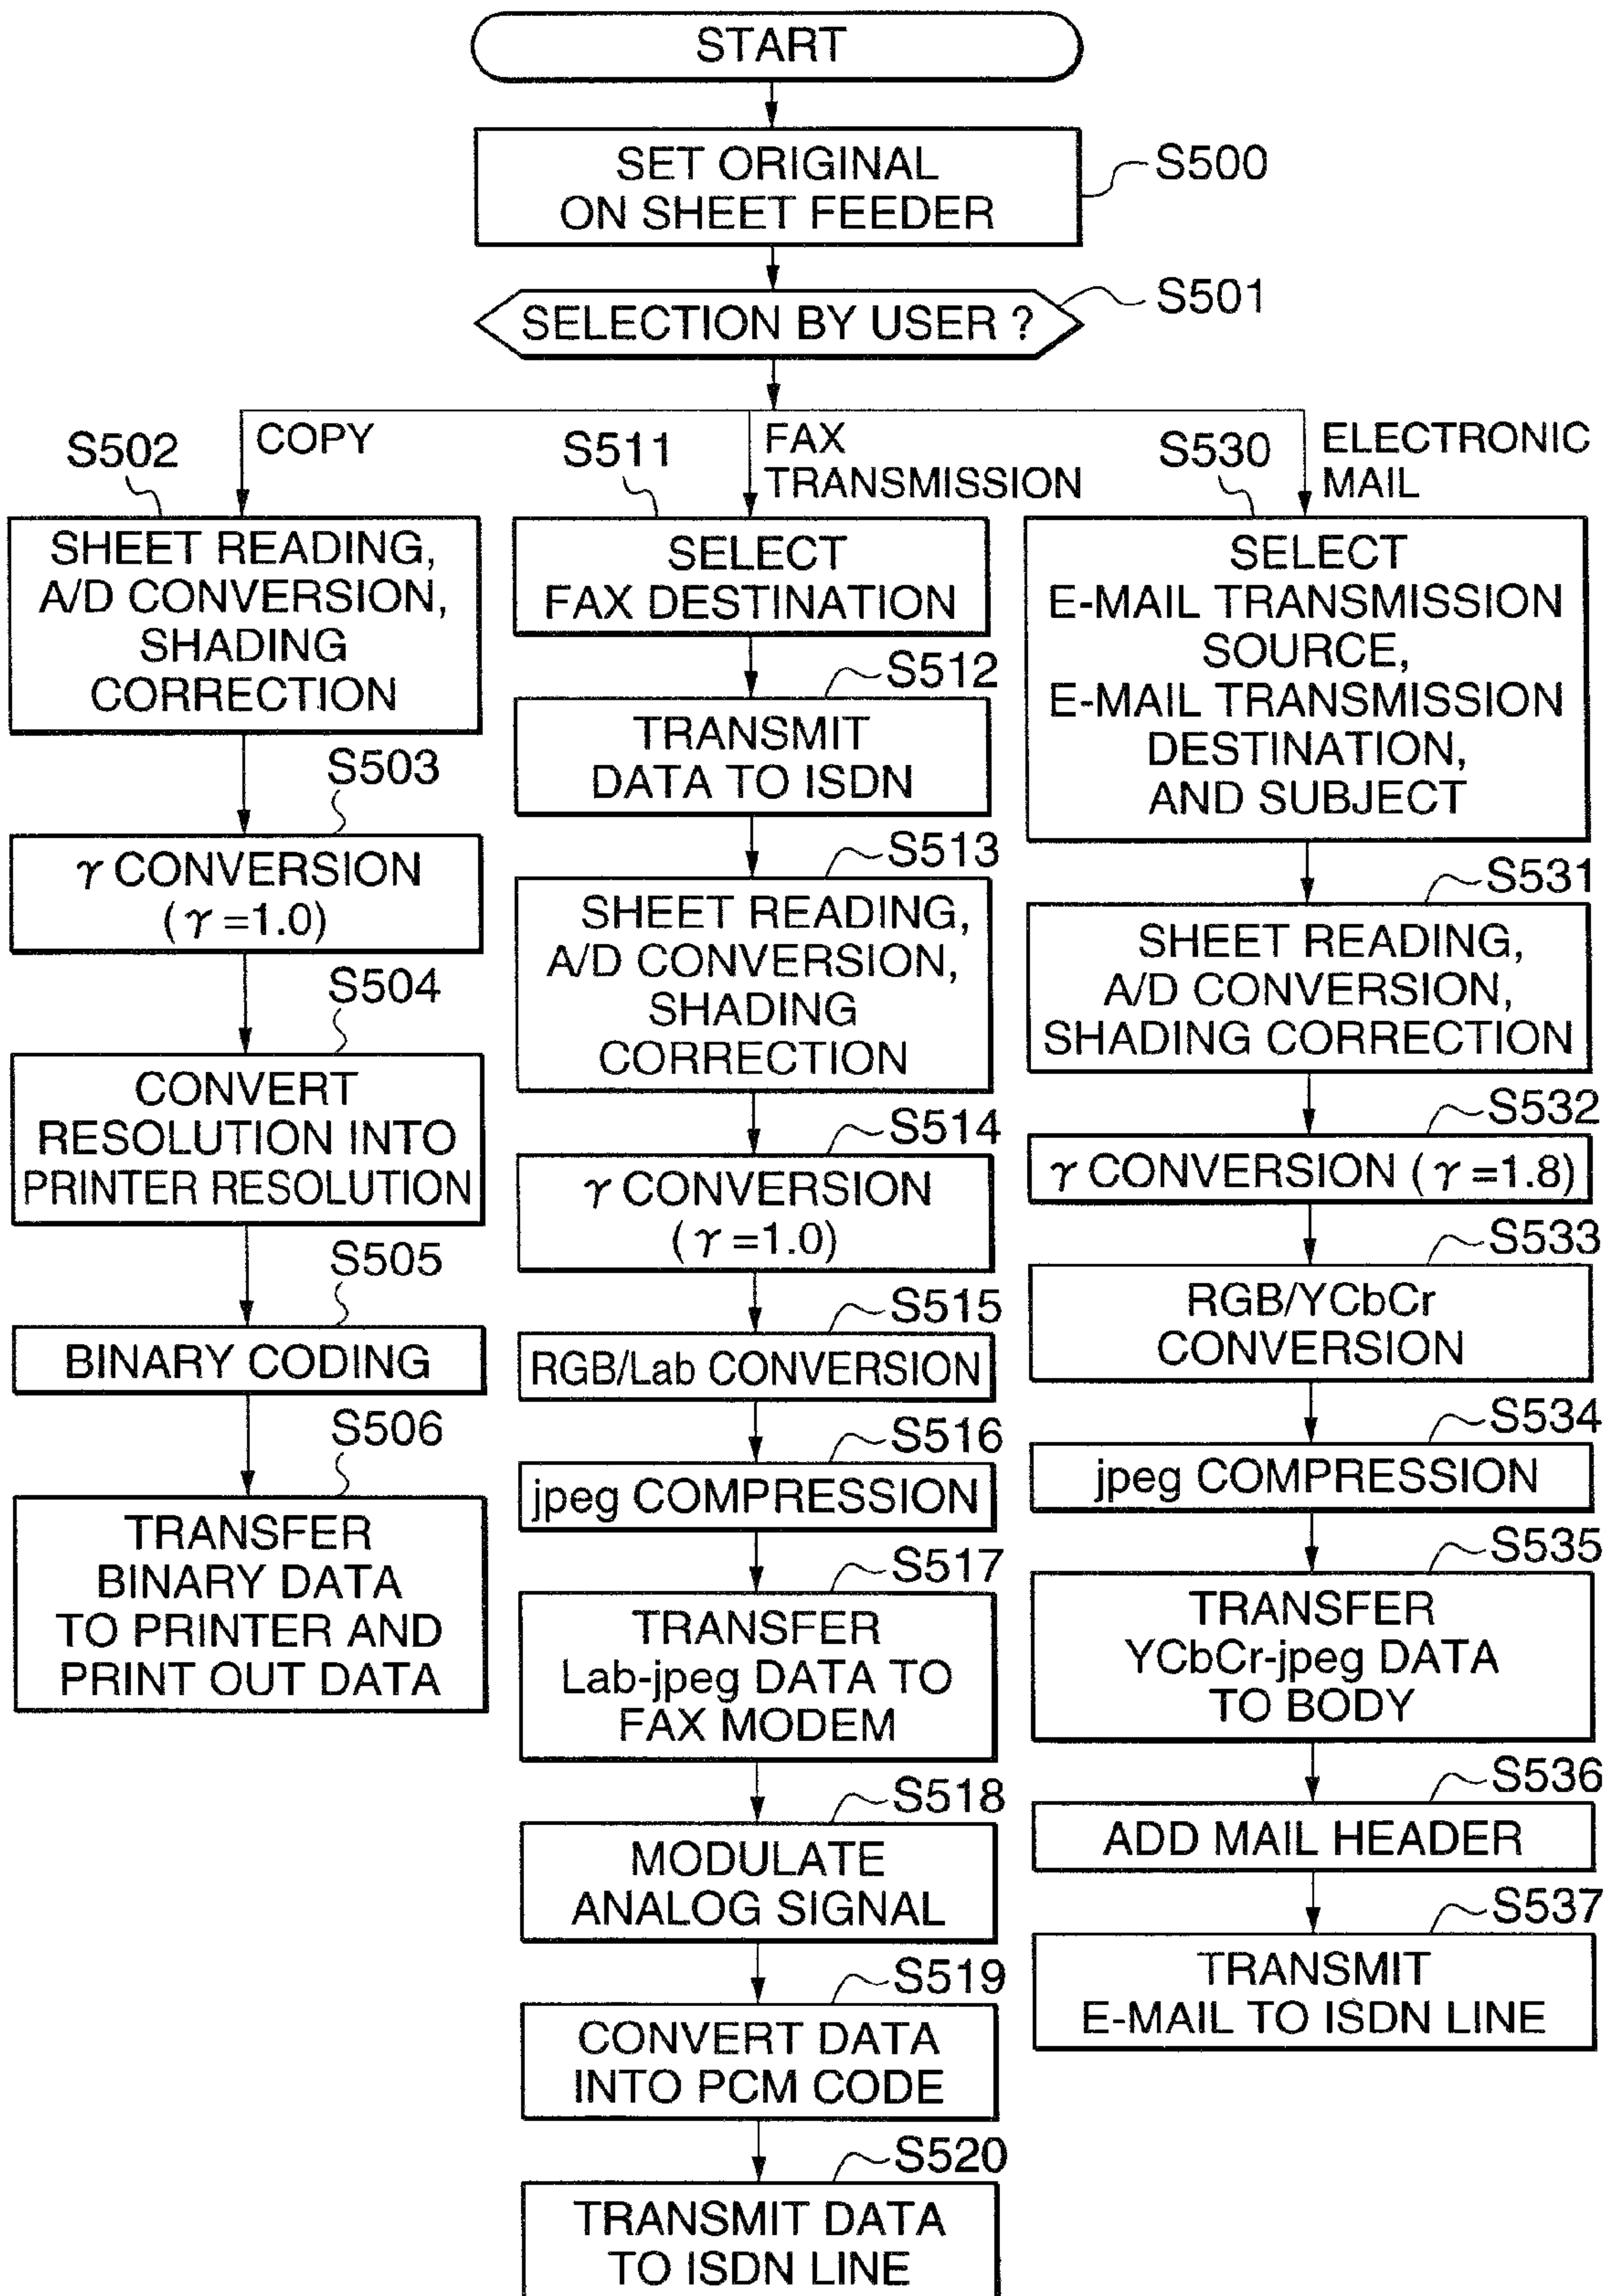 START
SET ORIGINAL
ON SHEET FEEDER
S500
SELECTION BY USER ?
S501
COPY
S502
SHEET READING,
A/D CONVERSION,
SHADING
CORRECTION
S503
γ CONVERSION
(γ=1.0)
S504
CONVERT
RESOLUTION INTO
PRINTER RESOLUTION
S505
BINARY CODING
S506
TRANSFER
BINARY DATA
TO PRINTER AND
PRINT OUT DATA
FAX
TRANSMISSION
S511
SELECT
FAX DESTINATION
S512
TRANSMIT
DATA TO ISDN
S513
SHEET READING,
A/D CONVERSION,
SHADING
CORRECTION
S514
γ CONVERSION
(γ=1.0)
S515
RGB/Lab CONVERSION
S516
jpeg COMPRESSION
S517
TRANSFER
Lab-jpeg DATA TO
FAX MODEM
S518
MODULATE
ANALOG SIGNAL
S519
CONVERT DATA
INTO PCM CODE
S520
TRANSMIT DATA
TO ISDN LINE
ELECTRONIC
MAIL
S530
SELECT
E-MAIL TRANSMISSION
SOURCE,
E-MAIL TRANSMISSION
DESTINATION,
AND SUBJECT
S531
SHEET READING,
A/D CONVERSION,
SHADING CORRECTION
S532
γ CONVERSION (γ=1.8)
S533
RGB/YCbCr
CONVERSION
S534
jpeg COMPRESSION
S535
TRANSFER
YCbCr-jpeg DATA
TO BODY
S536
ADD MAIL HEADER
S537
TRANSMIT
E-MAIL TO ISDN LINE